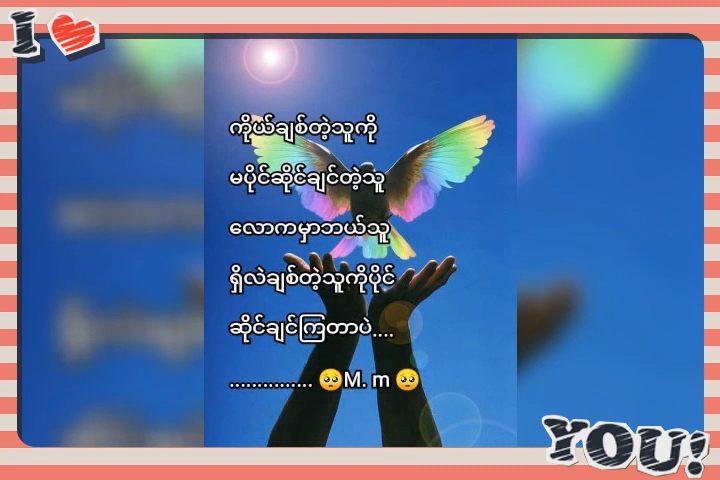 I ❤
ကိုယ်ချစ်တဲ့သူကို
မပိုင်ဆိုင်ချင်တဲ့သူ
လောကမှာဘယ်သူ
ရှိလဲချစ်တဲ့သူကိုပိုင်
ဆိုင်ချင်ကြတာပဲ....
............... 🥺M. m 🥺
YOU!